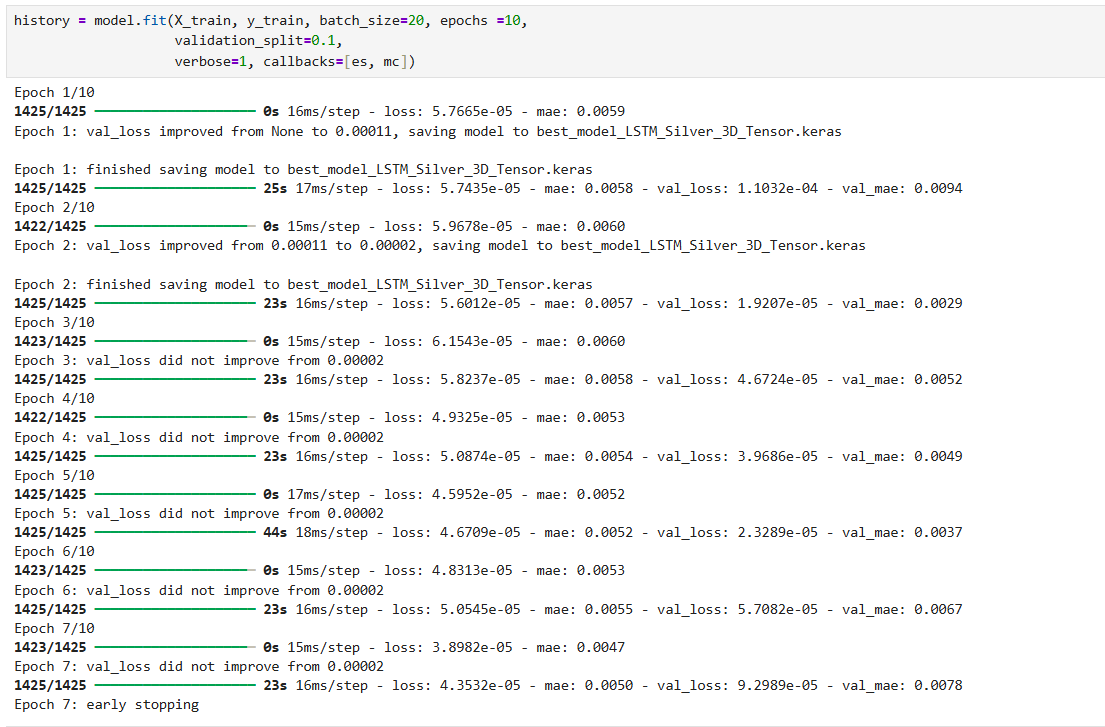 history = model.fit(X_train, y_train, batch_size=20, epochs =10,
validation_split=0.1,
verbose=1, callbacks=[es, mc])
Epoch 1/10
1425/1425 ━━━━━━━━━━━━━━━━━━━━ 0s 16ms/step - loss: 5.7665e-05 - mae: 0.0059
Epoch 1: val_loss improved from None to 0.00011, saving model to best_model_LSTM_Silver_3D_Tensor.keras
Epoch 1: finished saving model to best_model_LSTM_Silver_3D_Tensor.keras
1425/1425 ━━━━━━━━━━━━━━━━━━━━ 25s 17ms/step - loss: 5.7435e-05 - mae: 0.0058 - val_loss: 1.1032e-04 - val_mae: 0.0094
Epoch 2/10
1422/1425 ━━━━━━━━━━━━━━━━━━━━ 0s 15ms/step - loss: 5.9678e-05 - mae: 0.0060
Epoch 2: val_loss improved from 0.00011 to 0.00002, saving model to best_model_LSTM_Silver_3D_Tensor.keras
Epoch 2: finished saving model to best_model_LSTM_Silver_3D_Tensor.keras
1425/1425 ━━━━━━━━━━━━━━━━━━━━ 23s 16ms/step - loss: 5.6012e-05 - mae: 0.0057 - val_loss: 1.9207e-05 - val_mae: 0.0029
Epoch 3/10
1423/1425 ━━━━━━━━━━━━━━━━━━━━ 0s 15ms/step - loss: 6.1543e-05 - mae: 0.0060
Epoch 3: val_loss did not improve from 0.00002
1425/1425 ━━━━━━━━━━━━━━━━━━━━ 23s 16ms/step - loss: 5.8237e-05 - mae: 0.0058 - val_loss: 4.6724e-05 - val_mae: 0.0052
Epoch 4/10
1422/1425 ━━━━━━━━━━━━━━━━━━━━ 0s 15ms/step - loss: 4.9325e-05 - mae: 0.0053
Epoch 4: val_loss did not improve from 0.00002
1425/1425 ━━━━━━━━━━━━━━━━━━━━ 23s 16ms/step - loss: 5.0874e-05 - mae: 0.0054 - val_loss: 3.9686e-05 - val_mae: 0.0049
Epoch 5/10
1425/1425 ━━━━━━━━━━━━━━━━━━━━ 0s 17ms/step - loss: 4.5952e-05 - mae: 0.0052
Epoch 5: val_loss did not improve from 0.00002
1425/1425 ━━━━━━━━━━━━━━━━━━━━ 44s 18ms/step - loss: 4.6709e-05 - mae: 0.0052 - val_loss: 2.3289e-05 - val_mae: 0.0037
Epoch 6/10
1423/1425 ━━━━━━━━━━━━━━━━━━━━ 0s 15ms/step - loss: 4.8313e-05 - mae: 0.0053
Epoch 6: val_loss did not improve from 0.00002
1425/1425 ━━━━━━━━━━━━━━━━━━━━ 23s 16ms/step - loss: 5.0545e-05 - mae: 0.0055 - val_loss: 5.7082e-05 - val_mae: 0.0067
Epoch 7/10
1423/1425 ━━━━━━━━━━━━━━━━━━━━ 0s 15ms/step - loss: 3.8982e-05 - mae: 0.0047
Epoch 7: val_loss did not improve from 0.00002
1425/1425 ━━━━━━━━━━━━━━━━━━━━ 23s 16ms/step - loss: 4.3532e-05 - mae: 0.0050 - val_loss: 9.2989e-05 - val_mae: 0.0078
Epoch 7: early stopping